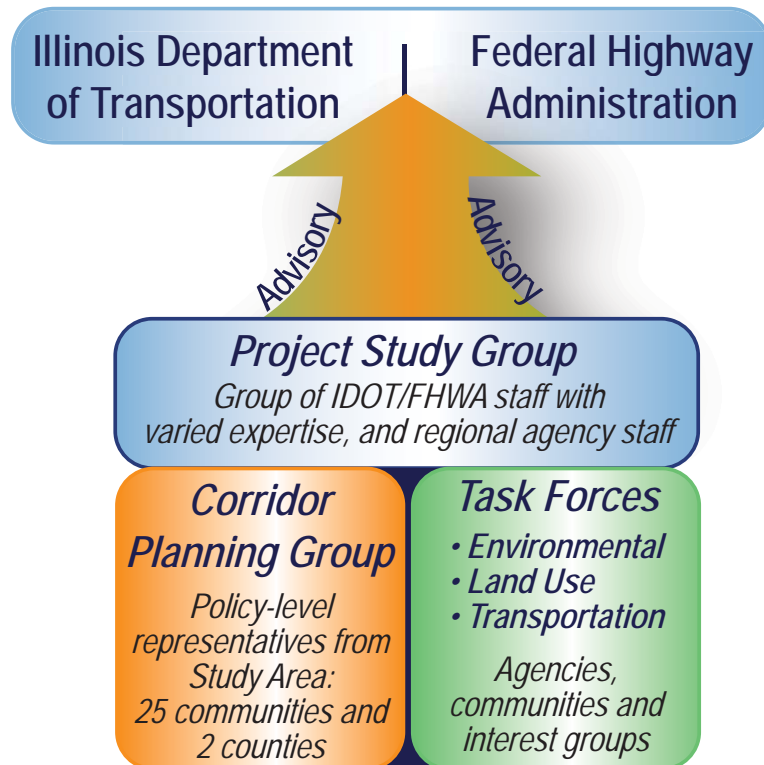 Illinois Department
of Transportation
Federal Highway
Administration
Advisory
Advisory
Project Study Group
Group of IDOT/FHWA staff with
varied expertise, and regional agency staff
Corridor
Planning Group
Policy-level
representatives from
Study Area:
25 communities and
2 counties
Task Forces
• Environmental
• Land Use
• Transportation
Agencies,
communities and
interest groups